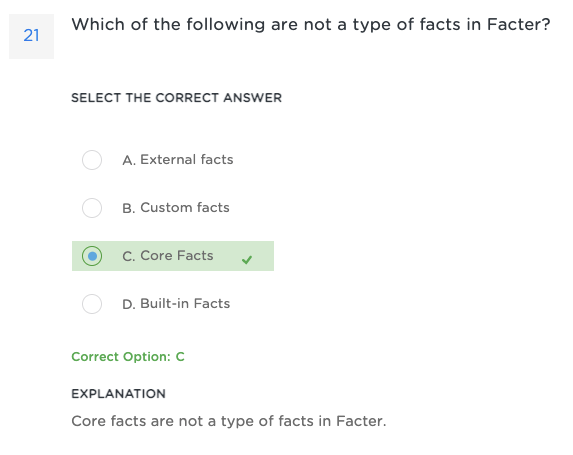 21
Which of the following are not a type of facts in Facter?
SELECT THE CORRECT ANSWER
A. External facts
B. Custom facts
C. Core Facts
D. Built-in Facts
Correct Option: C
EXPLANATION
Core facts are not a type of facts in Facter.